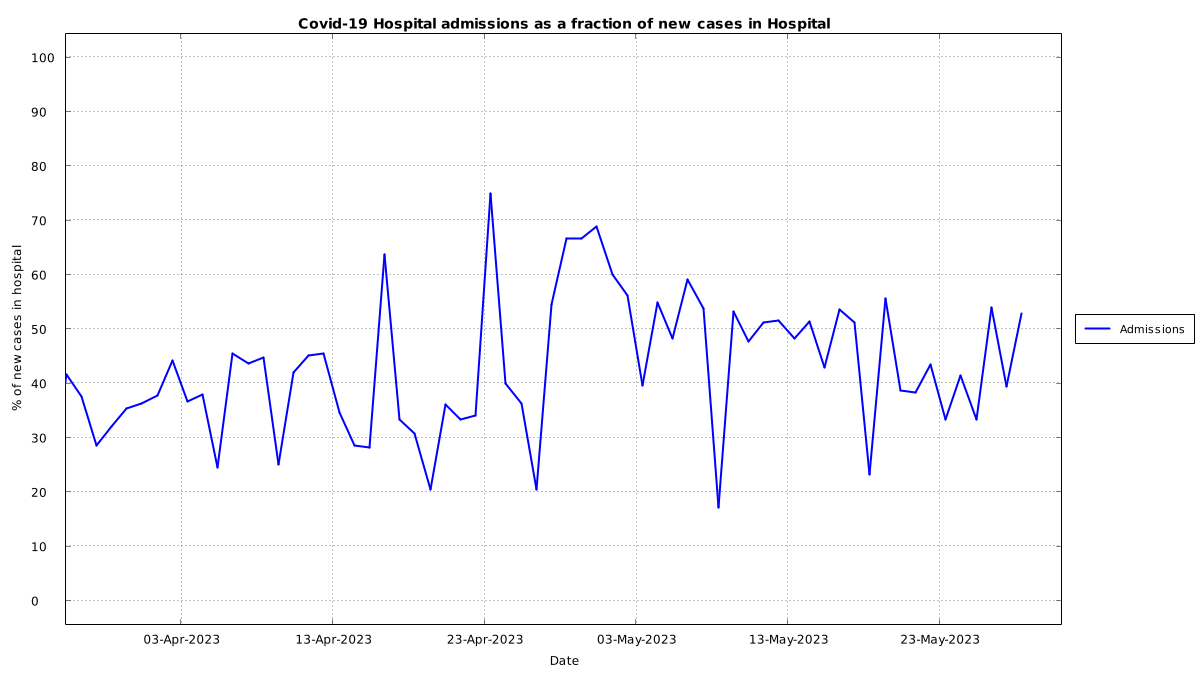 Covid-19 Hospital admissions as a fraction of new cases in Hospital
100
90
80
70
60
50
40
30
20
10
0
% of new cases in hospital
03-Apr-2023 13-Apr-2023 23-Apr-2023 03-May-2023 13-May-2023 23-May-2023
Date
Admissions